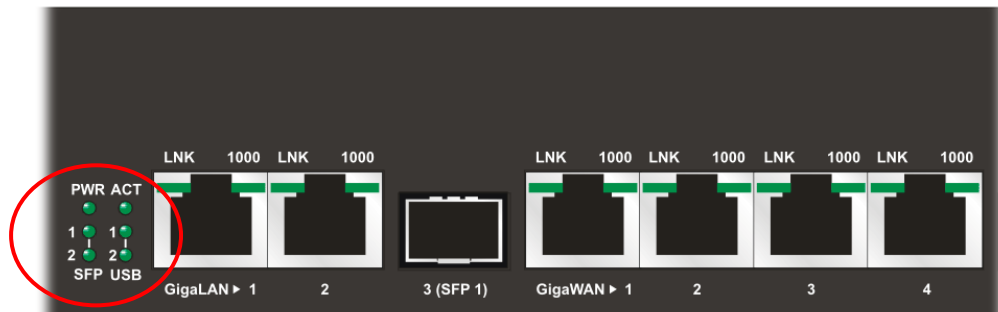 LNK 1000 LNK 1000 LNK 1000 LNK 1000 LNK 1000 LNK 1000
PWR ACT
1 1
2 2
SFP USB
GigaLAN ▶ 1 2 3 (SFP 1) GigaWAN ▶ 1 2 3 4